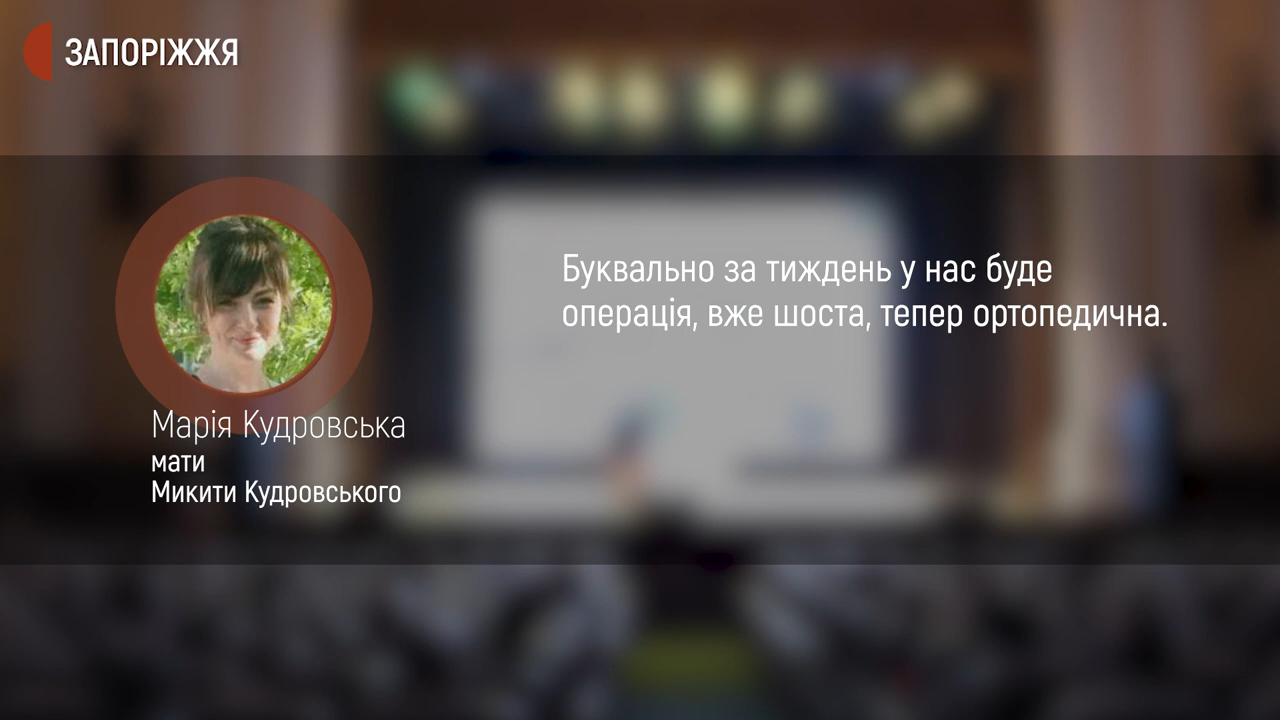 ЗАПОРІЖЖЯ
Буквально за тиждень у нас буде
операція, вже шоста, тепер ортопедична.
Марія Кудровська
мати
Микити Кудровського